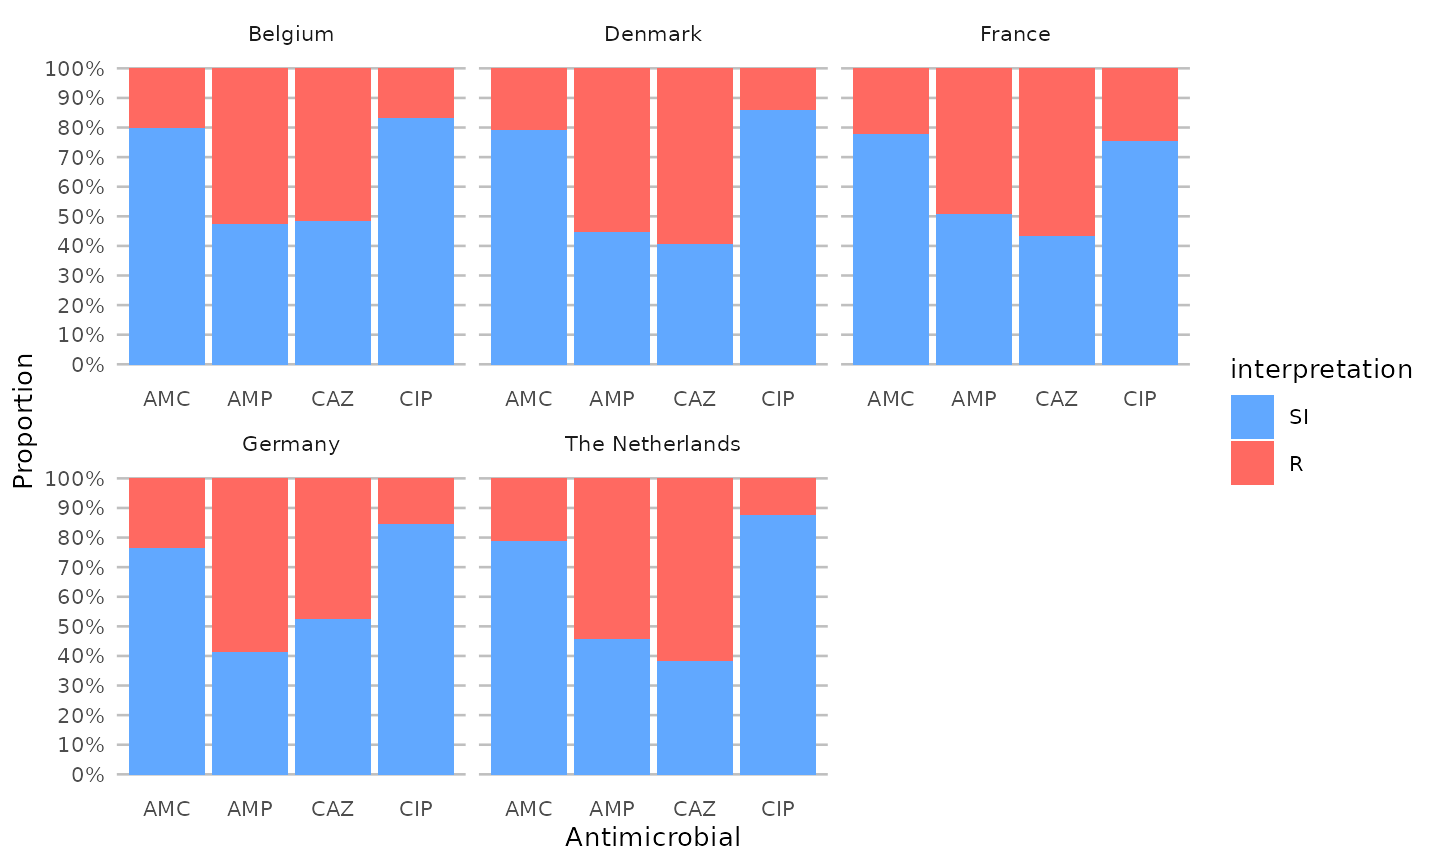 Belgium Denmark France
100%
90%
80%
70%
60%
50%
40%
30%
20%
10%
0%
AMC AMP CAZ CIP AMC AMP CAZ CIP AMC AMP CAZ CIP
Germany The Netherlands
100%
90%
80%
70%
60%
50%
40%
30%
20%
10%
0%
AMC AMP CAZ CIP AMC AMP CAZ CIP
Antimicrobial
Proportion
interpretation
SI
R